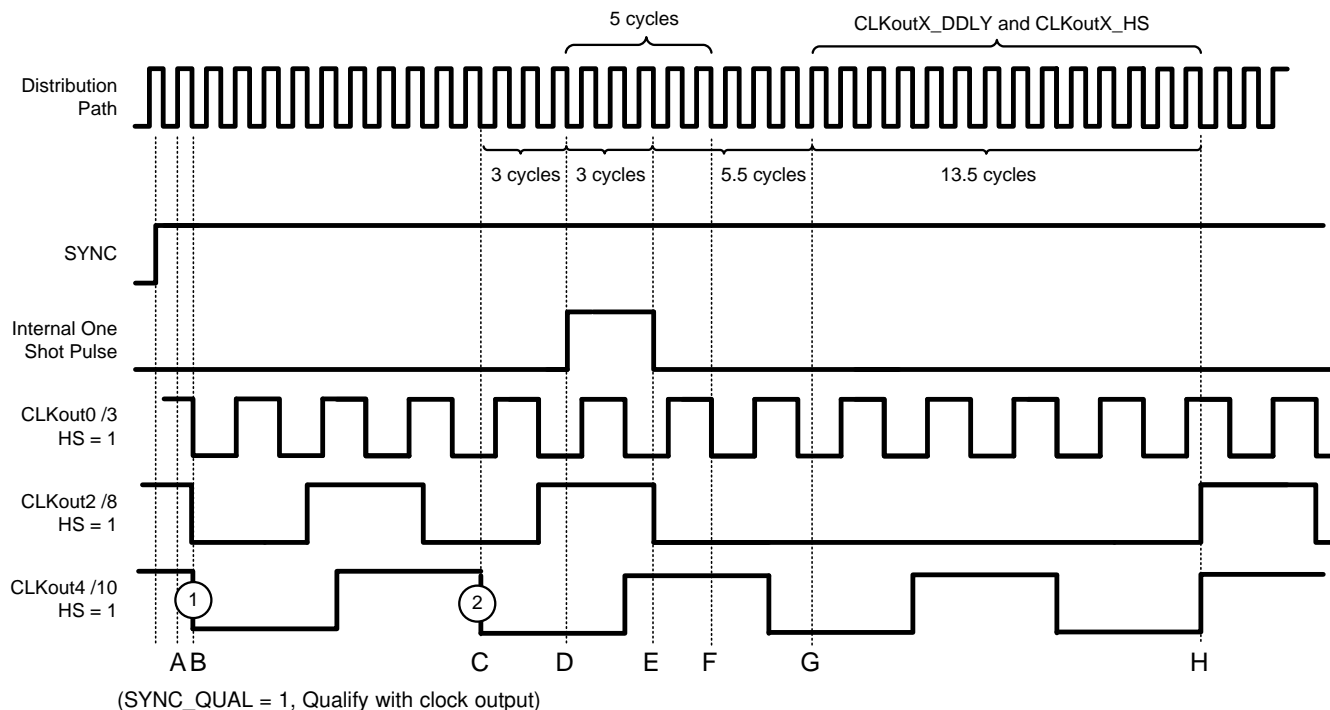 5 cycles
CLKoutX_DDLY and CLKoutX_HS
Distribution
Path
3 cycles
3 cycles
5.5 cycles
13.5 cycles
SYNC
Internal One
Shot Pulse
CLKout0 /3
HS = 1
CLKout2 /8
HS = 1
CLKout4 /10
HS = 1
1
2
A
B
C
D
E
F
G
H
(SYNC_QUAL = 1, Qualify with clock output)